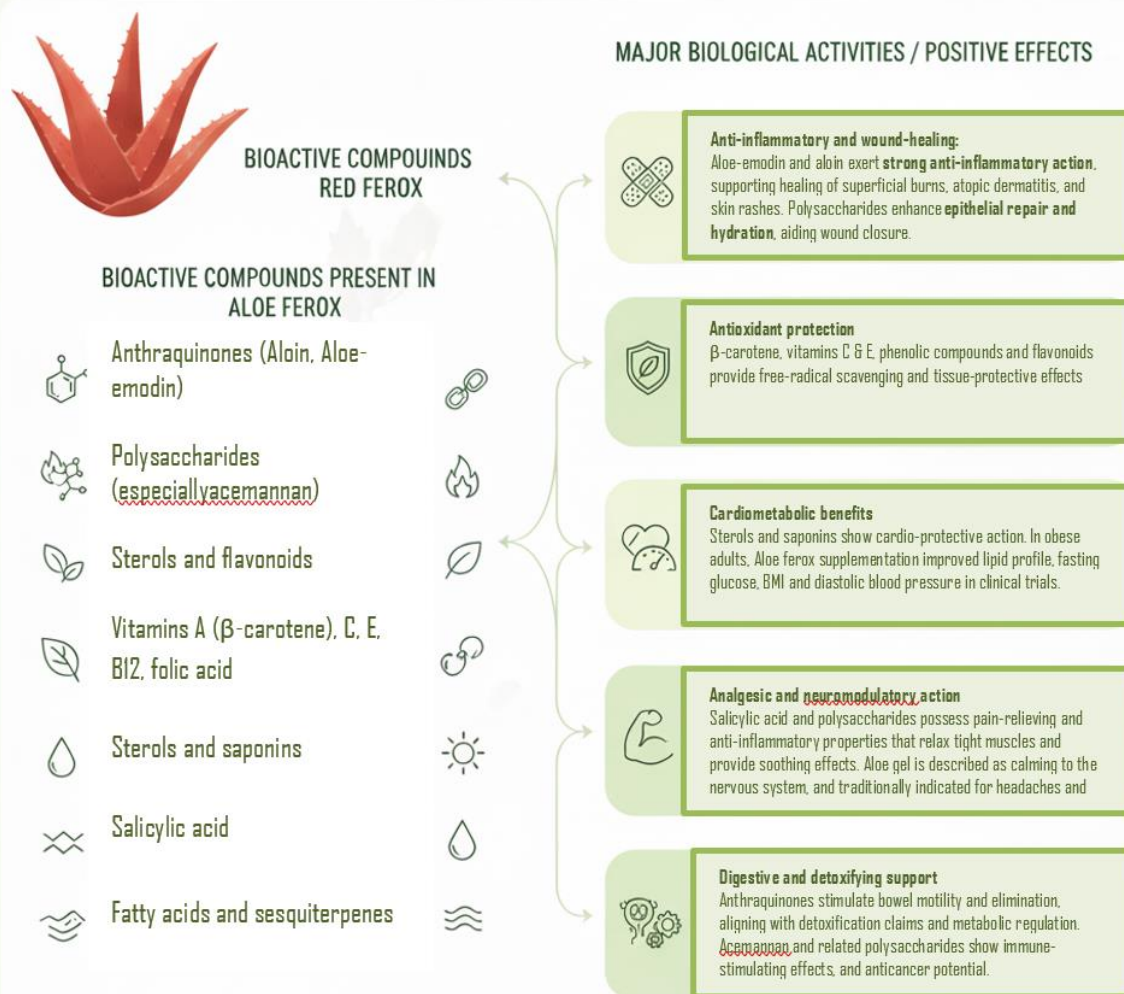 BIOACTIVE COMPOUINDS
RED FEROX
BIOACTIVE COMPOUNDS PRESENT IN
ALOE FEROX
Anthraquinones (Aloin, Aloe-
emodin)
Polysaccharides
(especiallyacemannan)
Sterols and flavonoids
Vitamins A (β-carotene), C, E,
B12, folic acid
Sterols and saponins
Salicylic acid
Fatty acids and sesquiterpenes
MAJOR BIOLOGICAL ACTIVITIES / POSITIVE EFFECTS
Anti-inflammatory and wound-healing:
Aloe-emodin and aloin exert strong anti-inflammatory action,
supporting healing of superficial burns, atopic dermatitis, and
skin rashes. Polysaccharides enhance epithelial repair and
hydration, aiding wound closure.
Antioxidant protection
β-carotene, vitamins C & E, phenolic compounds and flavonoids
provide free-radical scavenging and tissue-protective effects
Cardiometabolic benefits
Sterols and saponins show cardio-protective action. In obese
adults, Aloe ferox supplementation improved lipid profile, fasting
glucose, BMI and diastolic blood pressure in clinical trials.
Analgesic and neuromodulatory action
Salicylic acid and polysaccharides possess pain-relieving and
anti-inflammatory properties that relax tight muscles and
provide soothing effects. Aloe gel is described as calming to the
nervous system, and traditionally indicated for headaches and
Digestive and detoxifying support
Anthraquinones stimulate bowel motility and elimination,
aligning with detoxification claims and metabolic regulation.
Acemannan and related polysaccharides show immune-
stimulating effects, and anticancer potential.